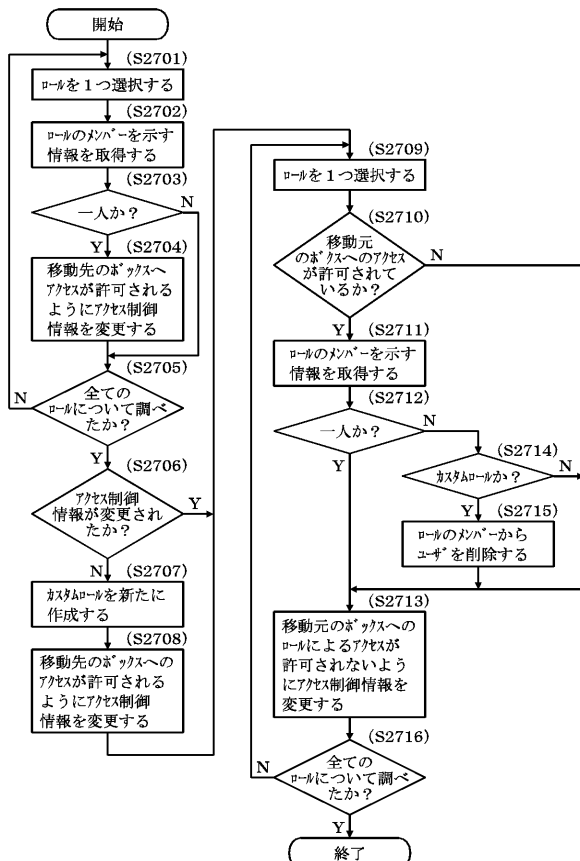 開始
(S2701)
ﾛｰﾙを１つ選択する
(S2702)
ﾛｰﾙのﾒﾝﾊﾞｰを示す
情報を取得する
(S2703)
一人か？
N
Y
(S2704)
移動先のﾎﾞｯｸｽへ
ｱｸｾｽが許可される
ようにｱｸｾｽ制御
情報を変更する
(S2705)
全ての
ﾛｰﾙについて調べ
たか？
N
Y
(S2706)
ｱｸｾｽ制御
情報が変更され
たか？
Y
N
(S2707)
ｶｽﾀﾑﾛｰﾙを新たに
作成する
(S2708)
移動先のﾎﾞｯｸｽへの
ｱｸｾｽが許可される
ようにｱｸｾｽ制御
情報を変更する
(S2709)
ﾛｰﾙを１つ選択する
(S2710)
移動元
のﾎﾞｸｽへのｱｸｾｽ
が許可されて
いるか？
N
Y
(S2711)
ﾛｰﾙのﾒﾝﾊﾞｰを示す
情報を取得する
(S2712)
一人か？
N
Y
(S2714)
ｶｽﾀﾑﾛｰﾙか？
N
Y
(S2715)
ﾛｰﾙのﾒﾝﾊﾞｰから
ﾕｰｻﾞを削除する
(S2713)
移動元のﾎﾞｯｸｽへの
ﾛｰﾙによるｱｸｾｽが
許可されないよう
にｱｸｾｽ制御情報を
変更する
(S2716)
全ての
ﾛｰﾙについて調べ
たか？
N
Y
終了